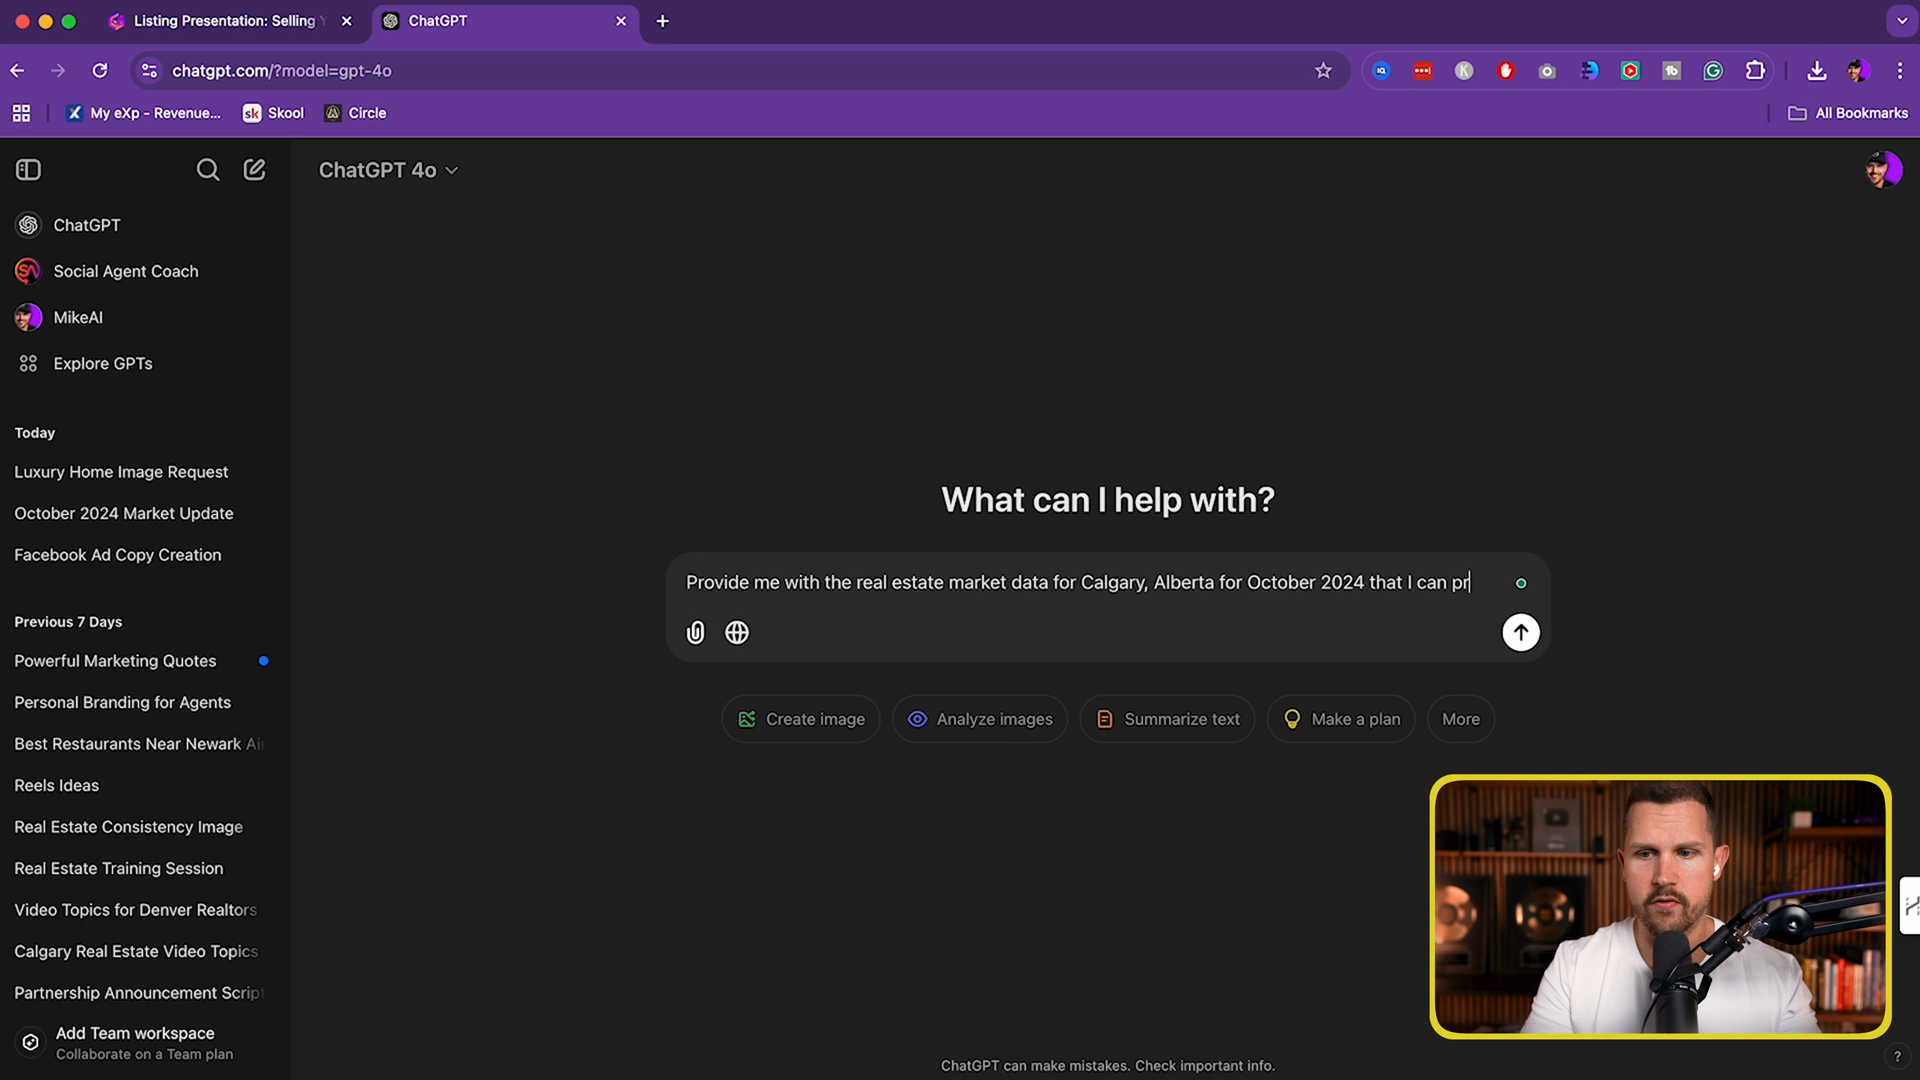 Listing Presentation: Selling Y
ChatGPT
chatgpt.com/?model=gpt-4o
My eXp - Revenue...
sk Skool
Circle
All Bookmarks
ChatGPT 4o
ChatGPT
Social Agent Coach
MikeAI
Explore GPTs
Today
Luxury Home Image Request
October 2024 Market Update
Facebook Ad Copy Creation
Previous 7 Days
Powerful Marketing Quotes
Personal Branding for Agents
Best Restaurants Near Newark Air
Reels Ideas
Real Estate Consistency Image
Real Estate Training Session
Video Topics for Denver Realtors
Calgary Real Estate Video Topics
Partnership Announcement Script
Add Team workspace
Collaborate on a Team plan
What can I help with?
Provide me with the real estate market data for Calgary, Alberta for October 2024 that I can pr
Create image
Analyze images
Summarize text
Make a plan
More
ChatGPT can make mistakes. Check important info.
?